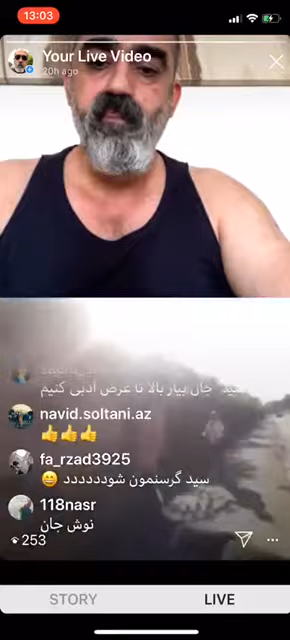 13:03
Your Live Video
20h ago
جان بیار بالا تا عرض ادبی کنیم
navid.soltani.az
👍👍👍
fa_rzad3925
سید گرسنمون شودددددد 😄
118nasr
نوش جان
253
STORY
LIVE